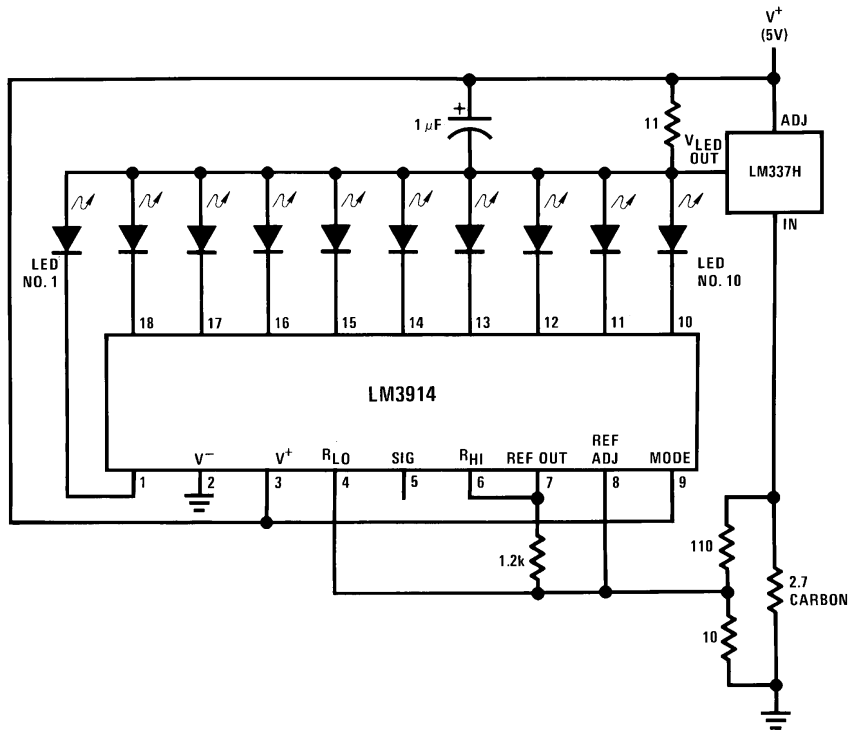 V+
(5V)
ADJ
1 μF
+
11
VLED
OUT
LM337H
IN
LED
NO. 1
LED
NO. 10
18
17
16
15
14
13
12
11
10
LM3914
V−
V+
RLO
SIG
RHI
REF OUT
REF
ADJ
MODE
1
2
3
4
5
6
7
8
9
1.2k
110
2.7
CARBON
10